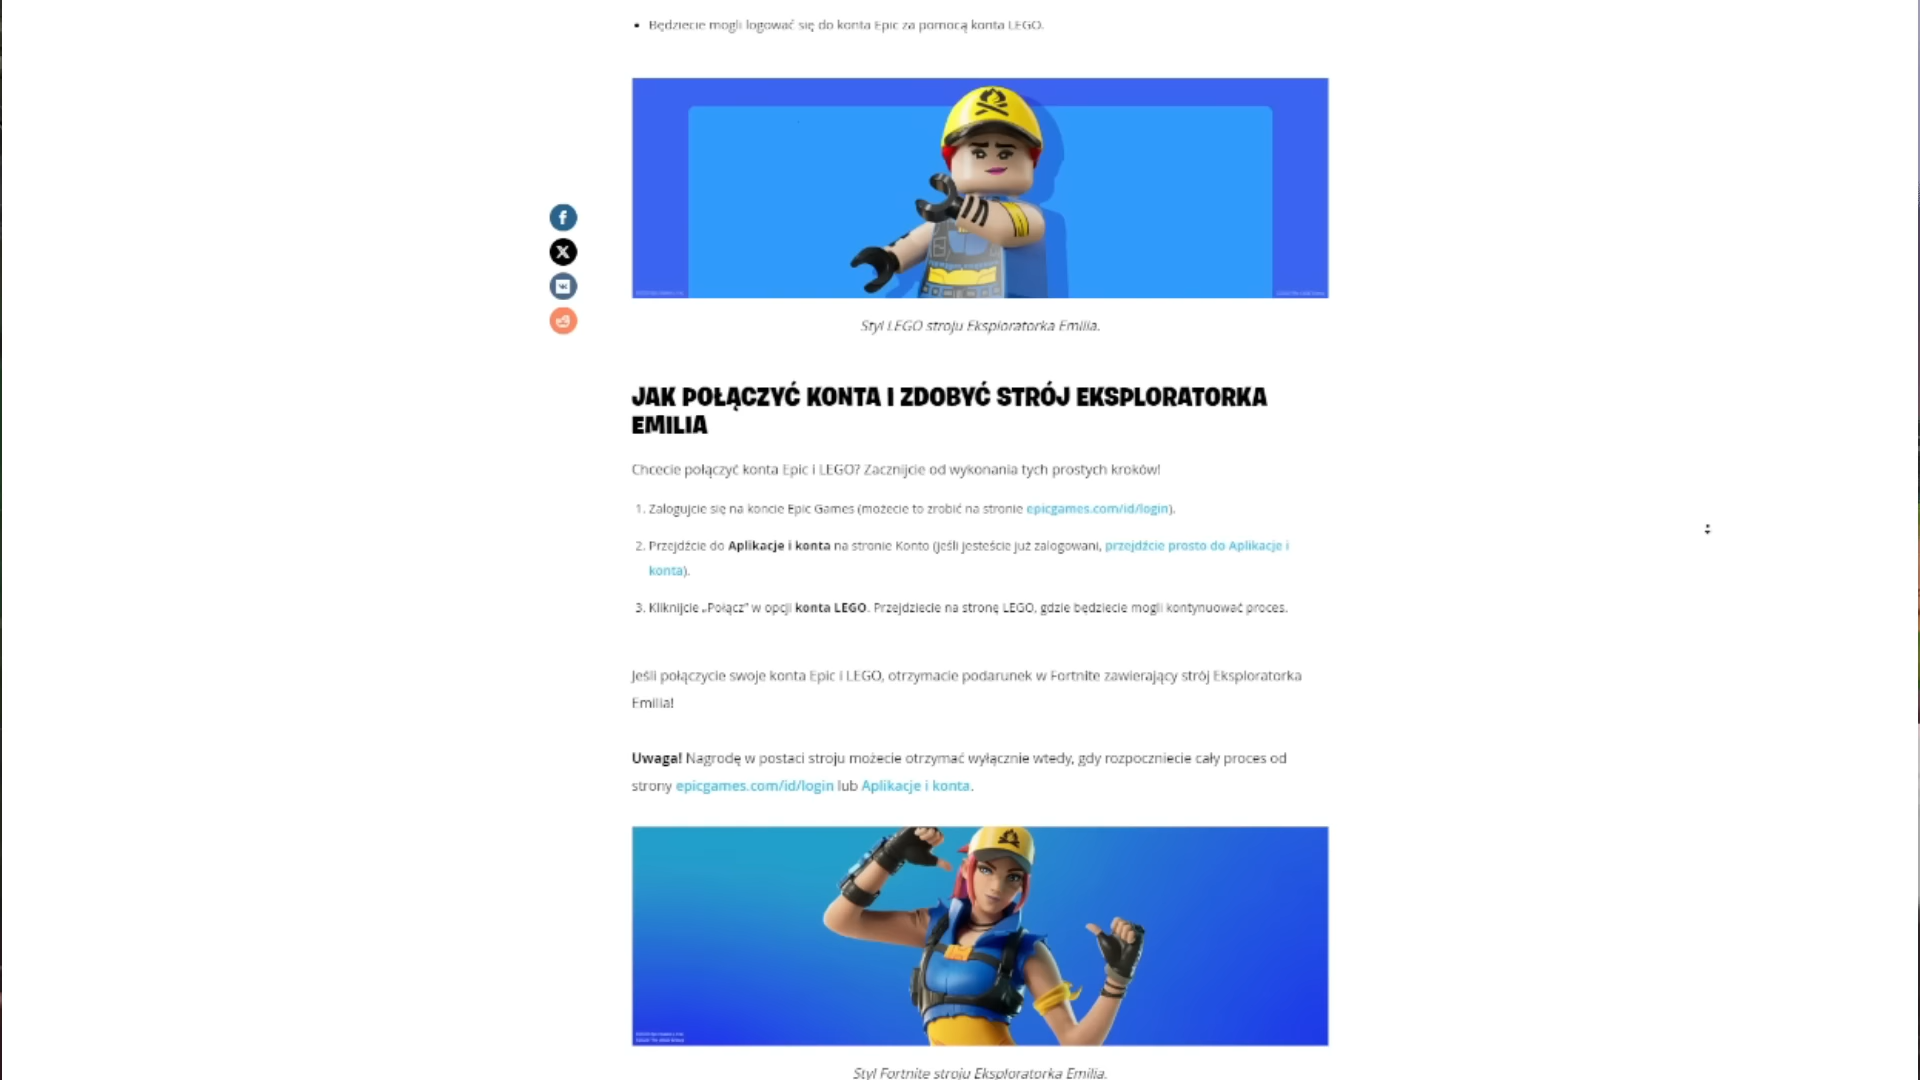 Będziecie mogli logować się do konta Epic za pomocą konta LEGO.
Styl LEGO stroju Eksploratorka Emilia.
JAK POŁĄCZYĆ KONTA I ZDOBYĆ STRÓJ EKSPLORATORKA
EMILIA
Chcecie połączyć konta Epic i LEGO? Zacznijcie od wykonania tych prostych kroków!
1. Zalogujcie się na koncie Epic Games (możecie to zrobić na stronie epicgames.com/id/login).
2. Przejdźcie do Aplikacje i konta na stronie Konto (jeśli jesteście już zalogowani, przejdźcie prosto do Aplikacje i
konta).
3. Kliknijcie „Połącz” w opcji konta LEGO. Przejdziecie na stronę LEGO, gdzie będziecie mogli kontynuować proces.
Jeśli połączycie swoje konta Epic i LEGO, otrzymacie podarunek w Fortnite zawierający strój Eksploratorka
Emilia!
Uwaga! Nagrodę w postaci stroju możecie otrzymać wyłącznie wtedy, gdy rozpoczniecie cały proces od
strony epicgames.com/id/login lub Aplikacje i konta.
Styl Fortnite stroju Eksploratorka Emilia.